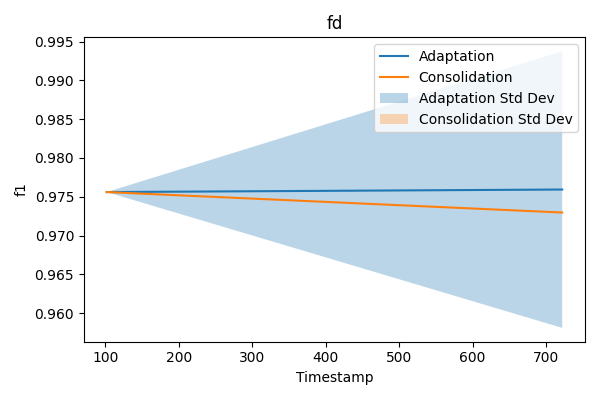 fd
0.995
0.990
0.985
0.980
0.975
0.970
0.965
0.960
f1
Adaptation
Consolidation
Adaptation Std Dev
Consolidation Std Dev
100 200 300 400 500 600 700
Timestamp